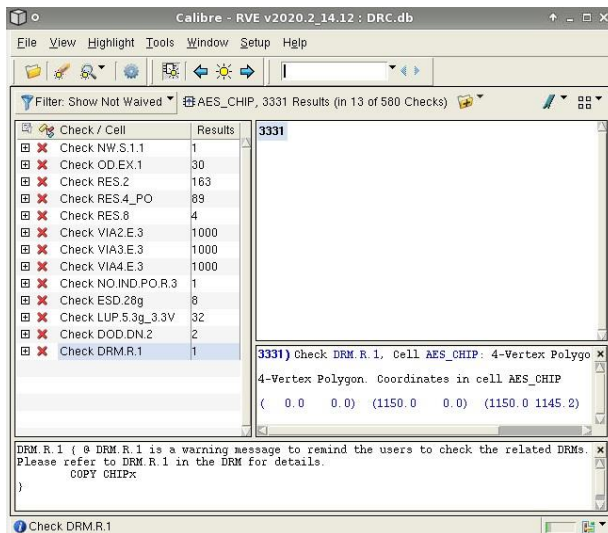 Calibre - RVE v2020.2_14.12 : DRC.db
File View Highlight Tools Window Setup Help
Filter: Show Not Waived AES_CHIP, 3331 Results (in 13 of 580 Checks)
Check / Cell Results
Check NW.S.1.1 1
Check OD.EX.1 30
Check RES.2 163
Check RES.4_PO 89
Check RES.8 4
Check VIA2.E.3 1000
Check VIA3.E.3 1000
Check VIA4.E.3 1000
Check NO.IND.PO.R.3 1
Check ESD.28g 8
Check LUP.5.3g_3.3V 32
Check DOD.DN.2 2
Check DRM.R.1 1
3331
3331) Check DRM.R.1, Cell AES_CHIP: 4-Vertex Polygo
4-Vertex Polygon. Coordinates in cell AES_CHIP
( 0.0 0.0) (1150.0 0.0) (1150.0 1145.2)
DRM.R.1 { @ DRM.R.1 is a warning message to remind the users to check the related DRMs.
Please refer to DRM.R.1 in the DRM for details.
COPY CHIPx
}
Check DRM.R.1